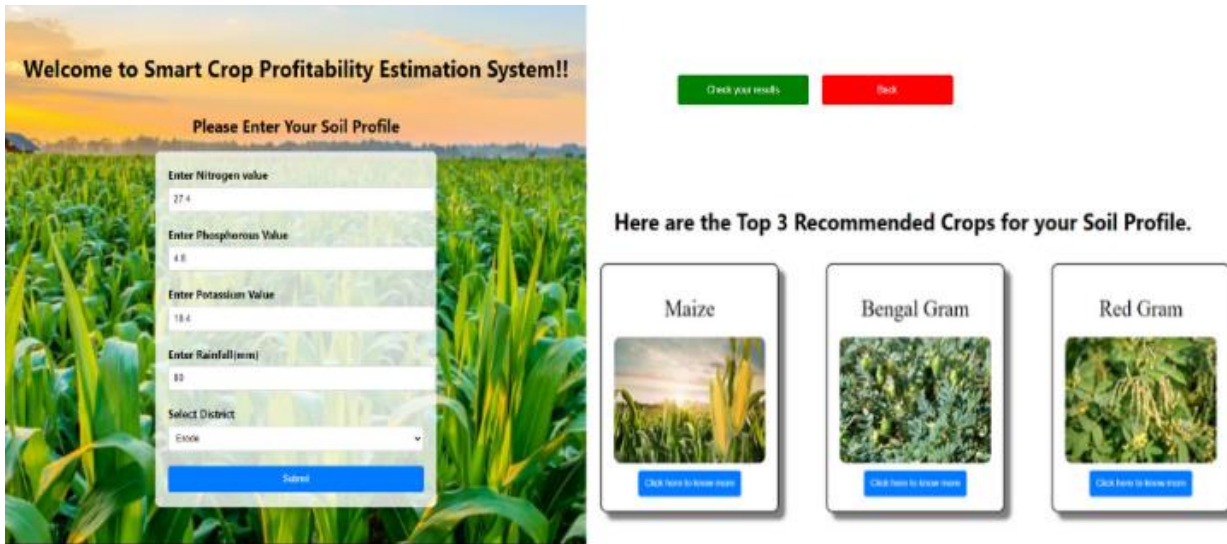 Welcome to Smart Crop Profitability Estimation System!!
Please Enter Your Soil Profile
Enter Nitrogen value
27.4
Enter Phosphorous Value
4.8
Enter Potassium Value
18.4
Enter Rainfall(mm)
80
Select District
Erode
Submit
Check your results
Back
Here are the Top 3 Recommended Crops for your Soil Profile.
Maize
Bengal Gram
Red Gram
Click here to know more
Click here to know more
Click here to know more